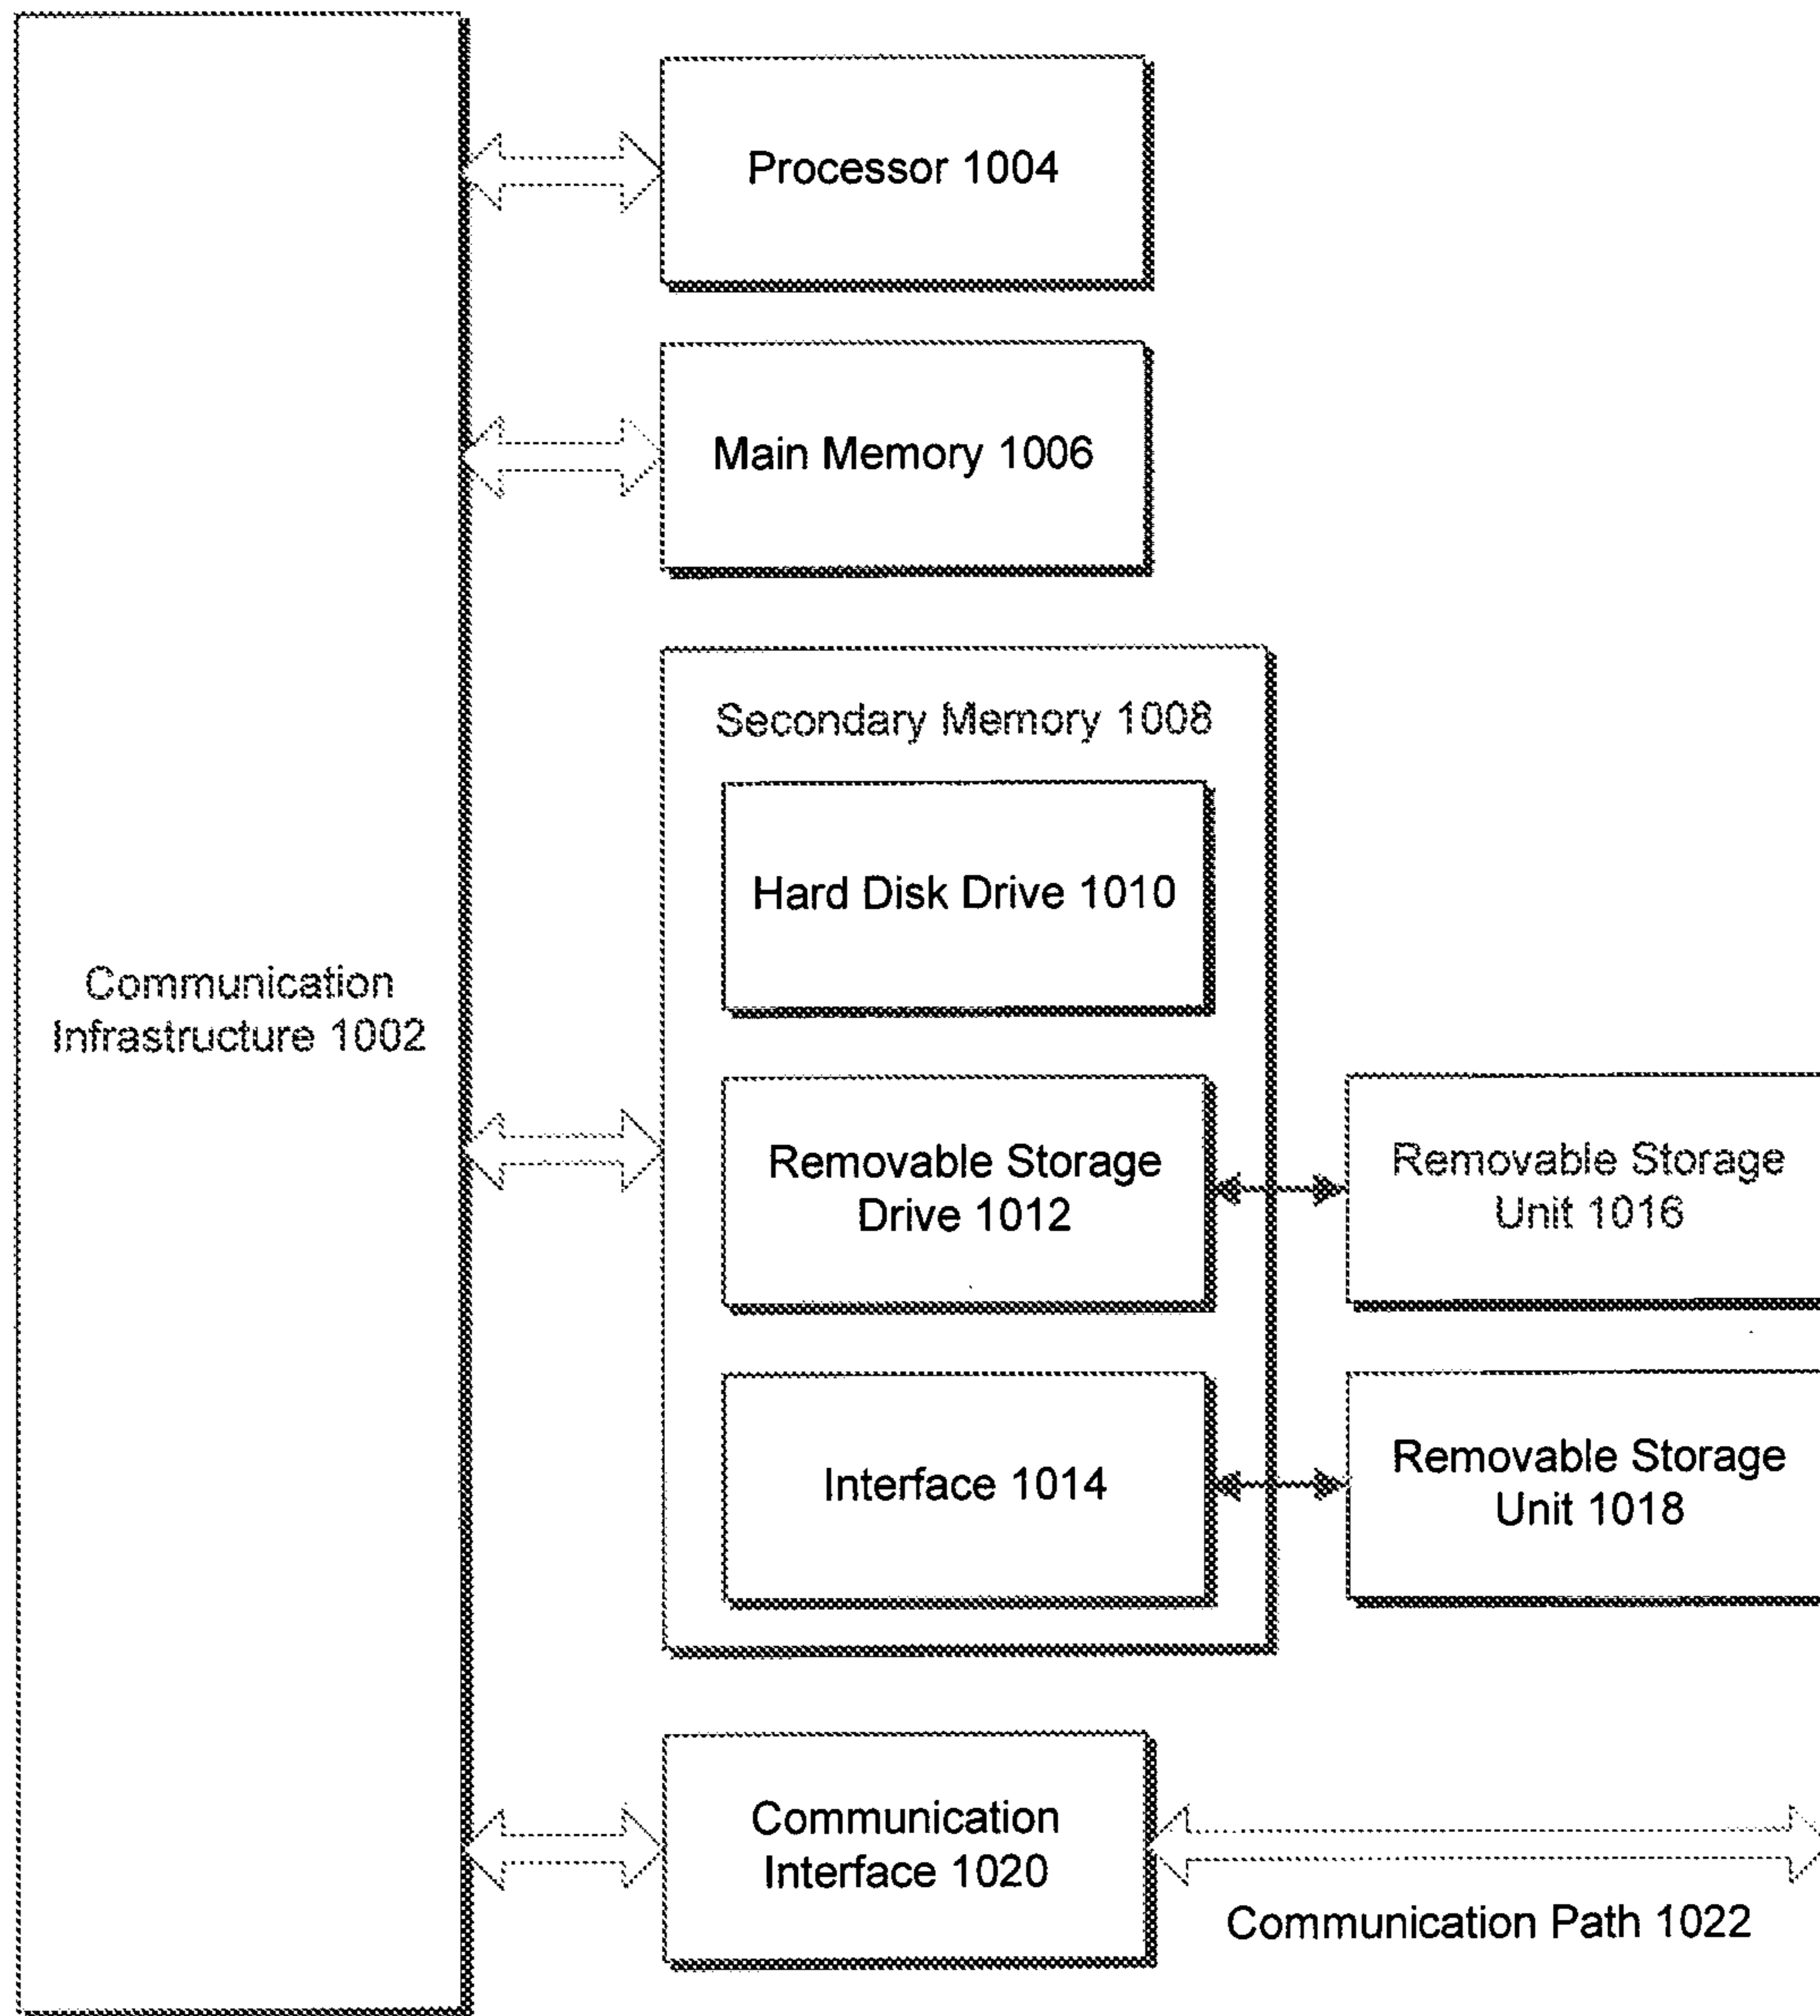 Processor 1004
Main Memory 1006
Secondary Memory 1008
Hard Disk Drive 1010
Communication
Infrastructure 1002
Removable Storage
Drive 1012
Removable Storage
Unit 1016
Interface 1014
Removable Storage
Unit 1018
Communication
Interface 1020
Communication Path 1022